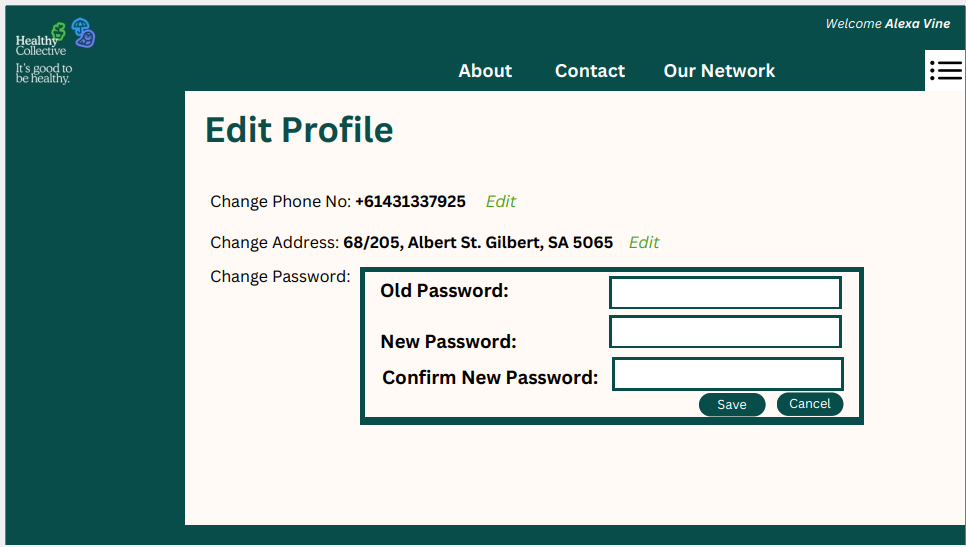 Welcome Alexa Vine
Healthy
Collective
It's good to
be healthy.
About Contact Our Network
Edit Profile
Change Phone No: +61431337925 Edit
Change Address: 68/205, Albert St. Gilbert, SA 5065 Edit
Change Password:
Old Password:
New Password:
Confirm New Password:
Save Cancel